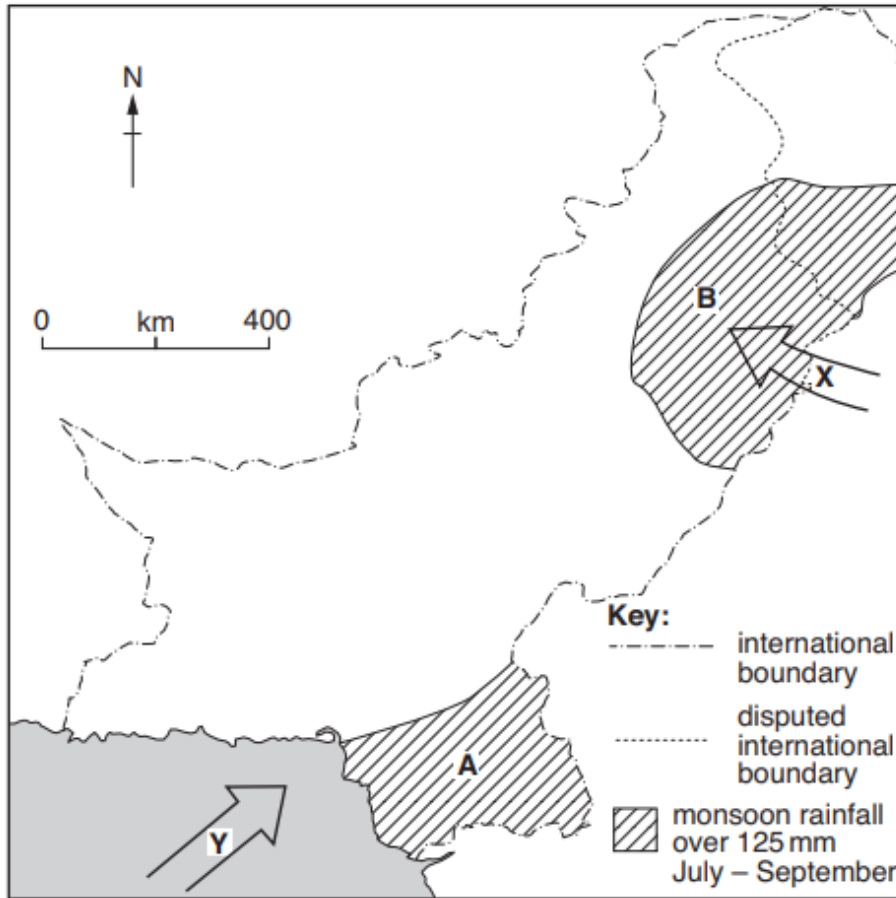 N
0 km 400
B
X
A
Y
Key:
international
boundary
disputed
international
boundary
monsoon rainfall
over 125 mm
July – September